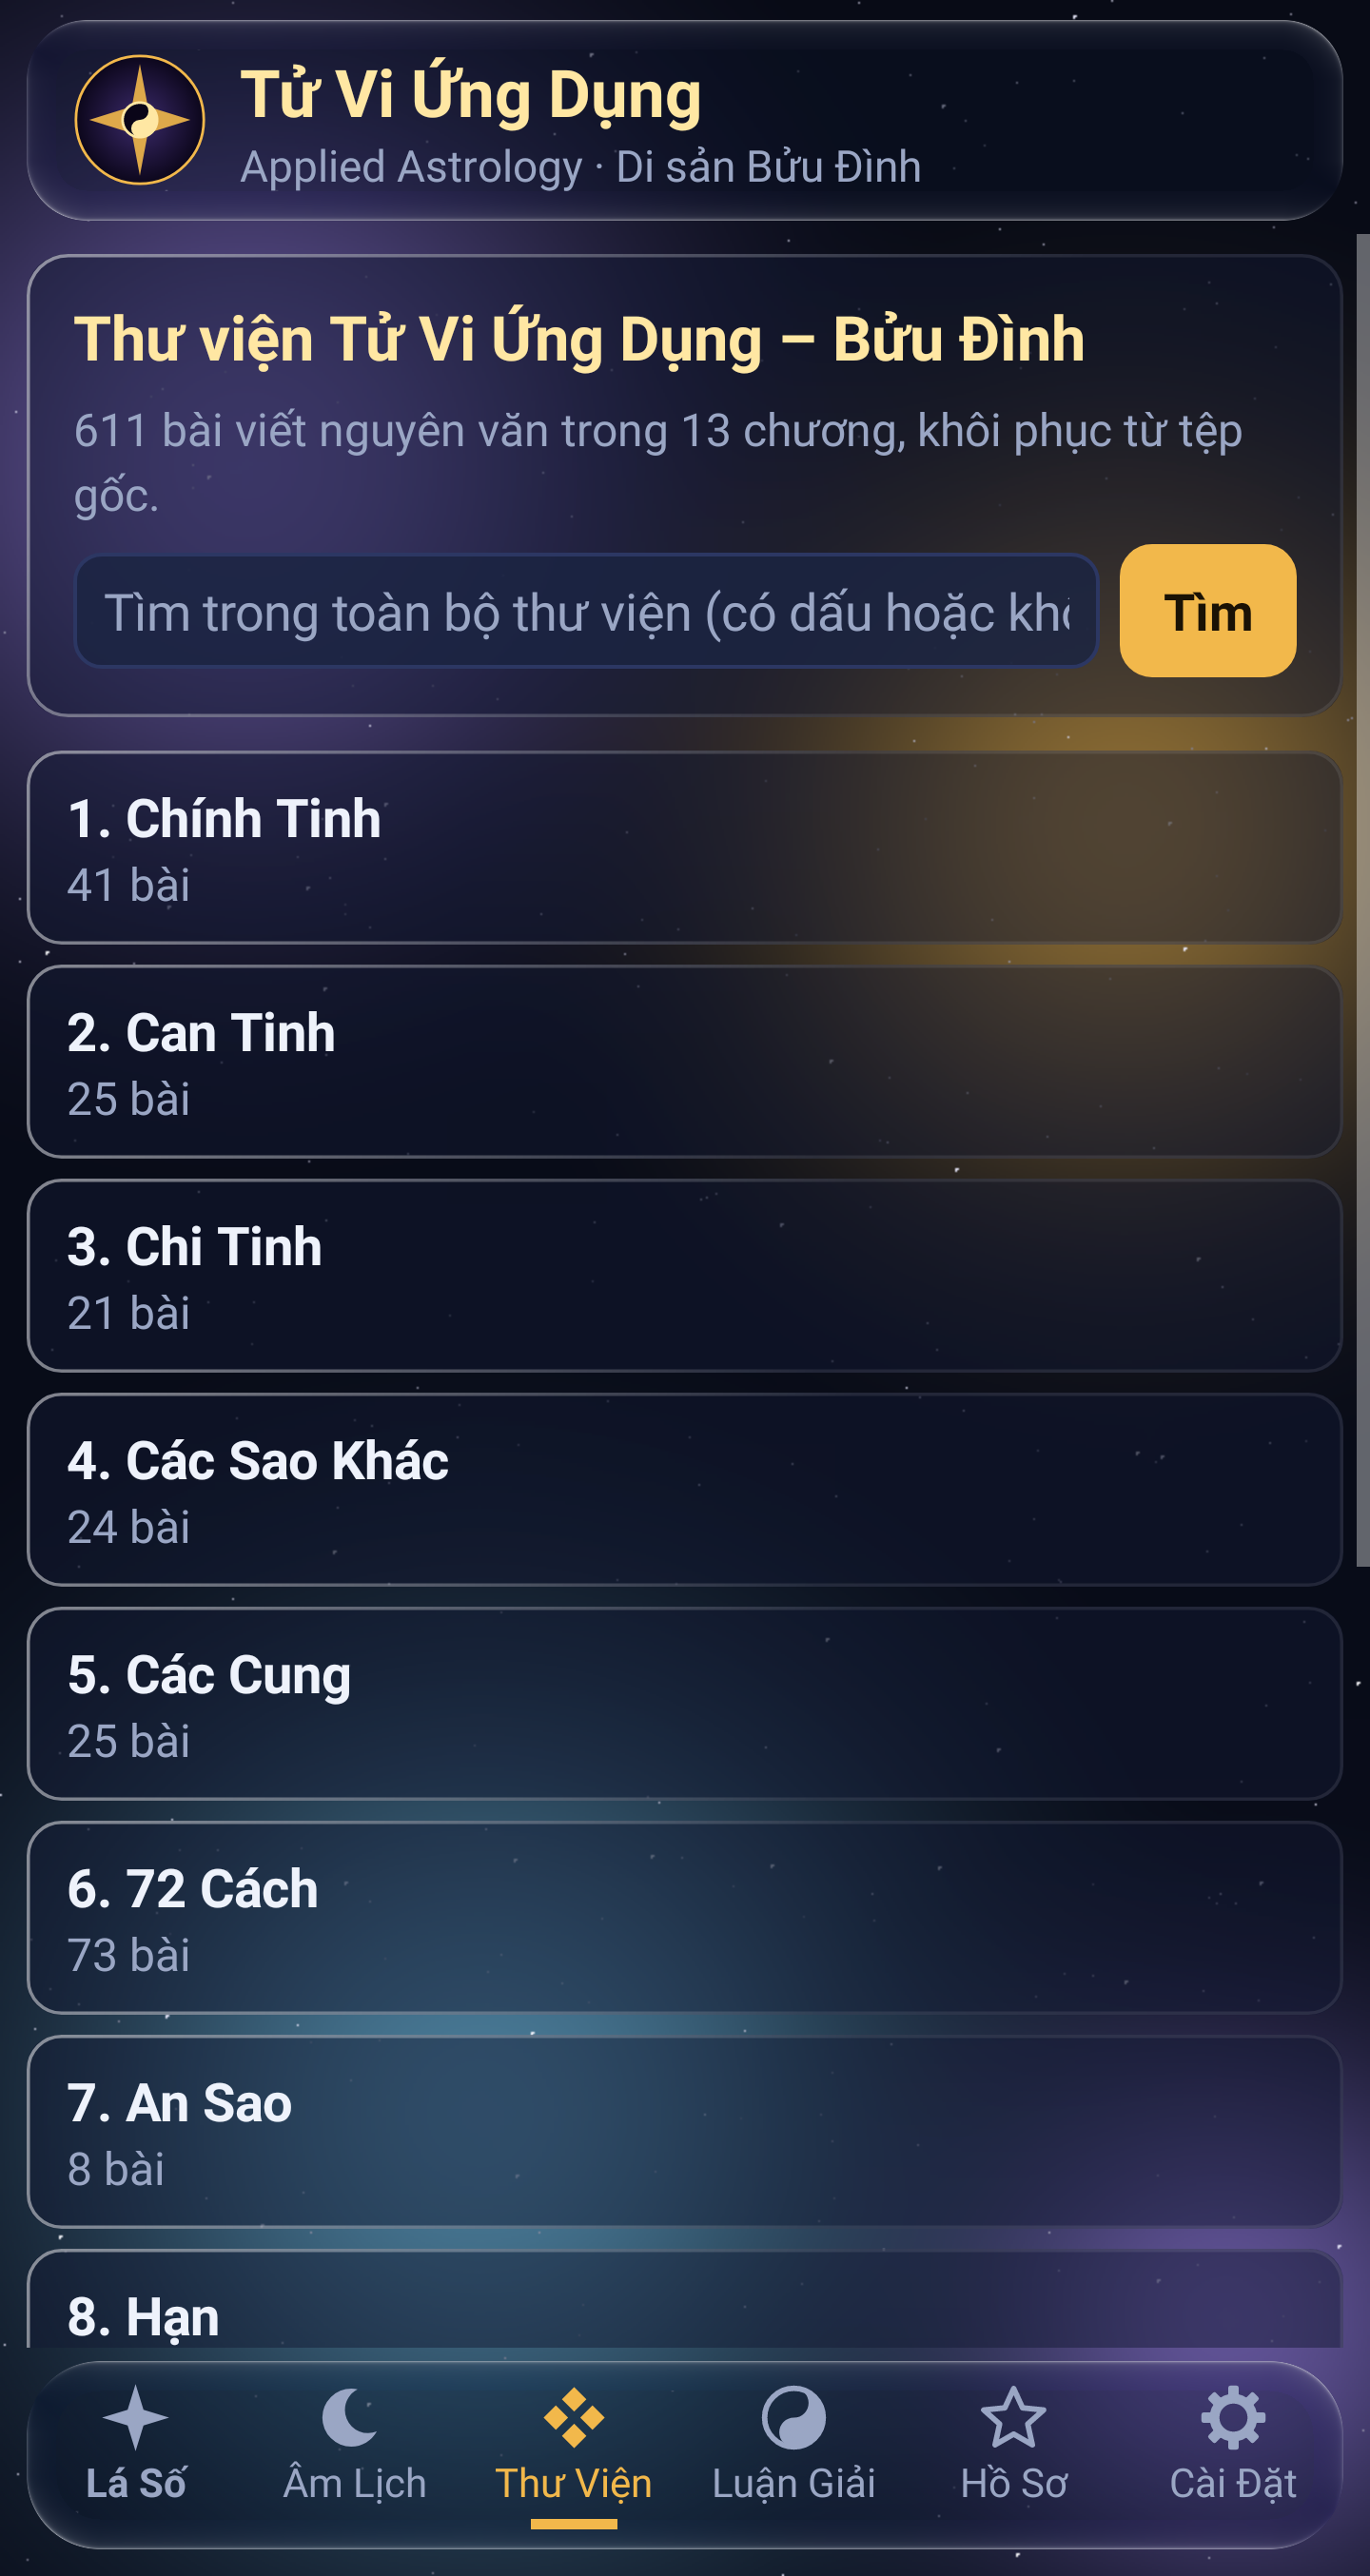 Tử Vi Ứng Dụng
Applied Astrology · Di sản Bửu Đình
Thư viện Tử Vi Ứng Dụng – Bửu Đình
611 bài viết nguyên văn trong 13 chương, khôi phục từ tệp
gốc.
Tìm trong toàn bộ thư viện (có dấu hoặc
Tìm
1. Chính Tinh
41 bài
2. Can Tinh
25 bài
3. Chi Tinh
21 bài
4. Các Sao Khác
24 bài
5. Các Cung
25 bài
6. 72 Cách
73 bài
7. An Sao
8 bài
8. Hạn
Lá Số
Âm Lịch
Thư Viện
Luận Giải
Hồ Sơ
Cài Đặt